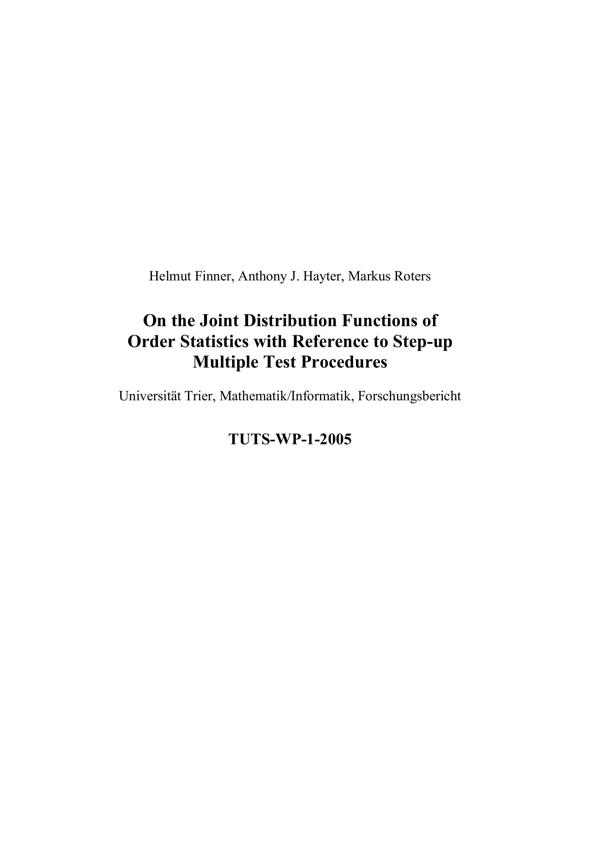 Helmut Finner, Anthony J. Hayter, Markus Roters
On the Joint Distribution Functions of
Order Statistics with Reference to Step-up
Multiple Test Procedures
Universität Trier, Mathematik/Informatik, Forschungsbericht
TUTS-WP-1-2005